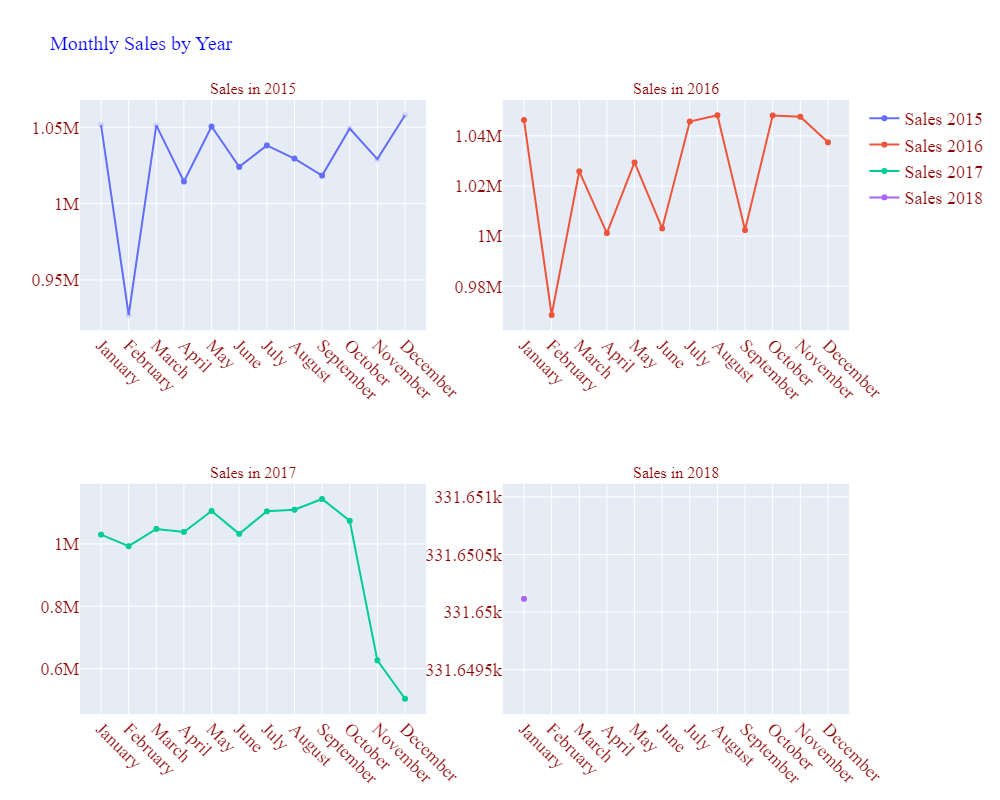 Monthly Sales by Year
Sales in 2015
1.05M
1M
0.95M
January
February
March
April
May
June
July
August
September
October
November
December
Sales in 2016
1.04M
1.02M
1M
0.98M
January
February
March
April
May
June
July
August
September
October
November
December
Sales 2015
Sales 2016
Sales 2017
Sales 2018
Sales in 2017
1M
0.8M
0.6M
January
February
March
April
May
June
July
August
September
October
November
December
Sales in 2018
331.651k
331.6505k
331.65k
331.6495k
January
February
March
April
May
June
July
August
September
October
November
December